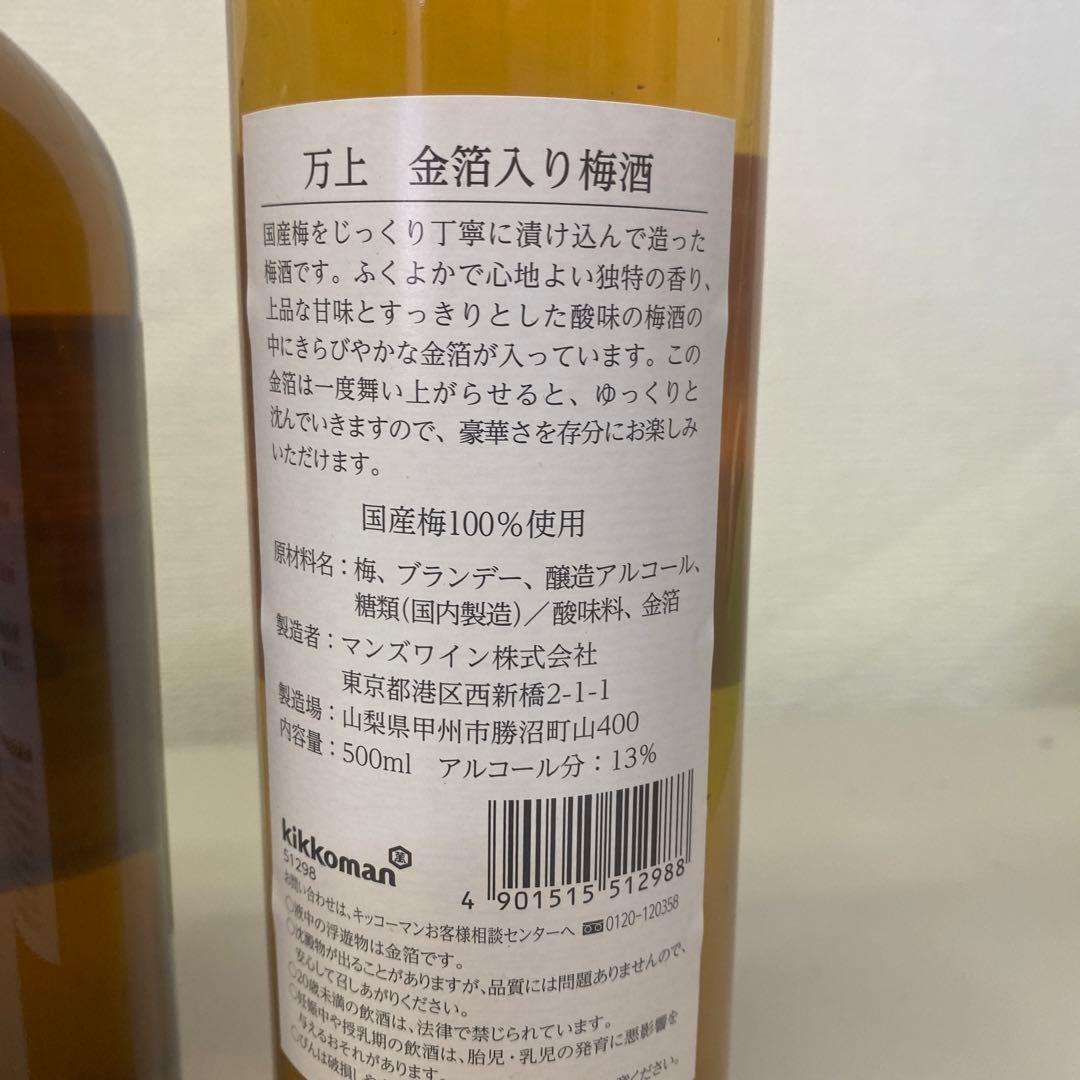 万上 金箔入り梅酒
国産梅をじっくり丁寧に漬け込んで造った
梅酒です。ふくよかで心地よい独特の香り、
上品な甘味とすっきりとした酸味の梅酒の
中にきらびやかな金箔が入っています。この
金箔は一度舞い上がらせると、ゆっくりと
沈んでいきますので、豪華さを存分にお楽しみ
いただけます。
国産梅100%使用
原材料名：梅、ブランデー、醸造アルコール、
糖類(国内製造)／酸味料、金箔
製造者：マンズワイン株式会社
東京都港区西新橋2-1-1
製造場：山梨県甲州市勝沼町山400
内容量：500ml アルコール分：13%
kikkoman 萬
51298
4 901515 512988
お問い合わせは、キッコーマンお客様相談センターへ 0120-120358
○液中の浮遊物は金箔です。
○沈澱物が出ることがありますが、品質には問題ありませんので、
安心して召しあがりください。
○20歳未満の飲酒は、法律で禁じられています。
○妊娠中や授乳期の飲酒は、胎児・乳児の発育に悪影響を
与えるおそれがあります。
○びんは破損し
ください。